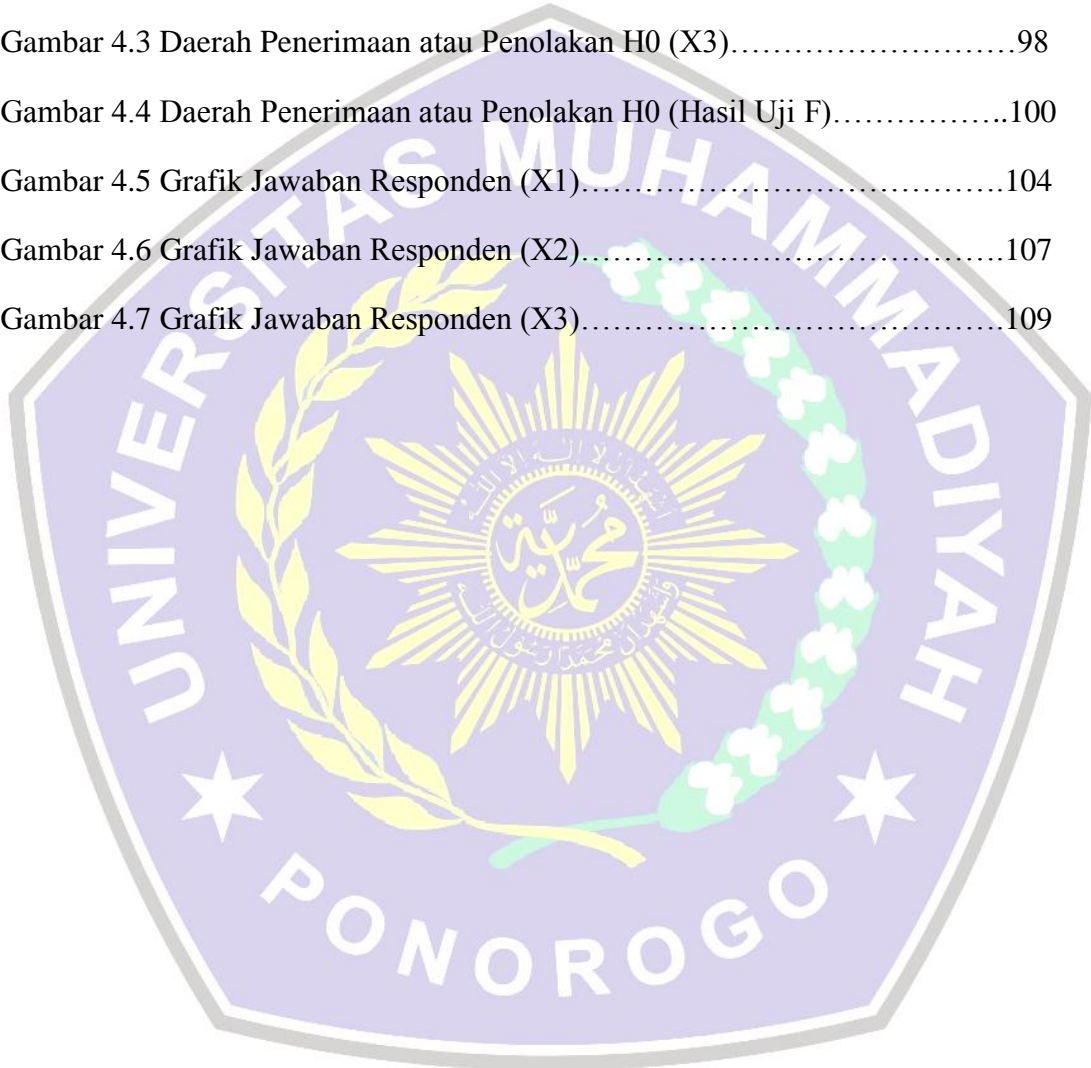 Gambar 4.3 Daerah Penerimaan atau Penolakan H0 (X3)………………………98
Gambar 4.4 Daerah Penerimaan atau Penolakan H0 (Hasil Uji F)……………..100
Gambar 4.5 Grafik Jawaban Responden (X1)………………………………….104
Gambar 4.6 Grafik Jawaban Responden (X2)………………………………….107
Gambar 4.7 Grafik Jawaban Responden (X3)………………………………….109
UNIVERSITAS MUHAMMADIYAH
محمدية
PONOROGO